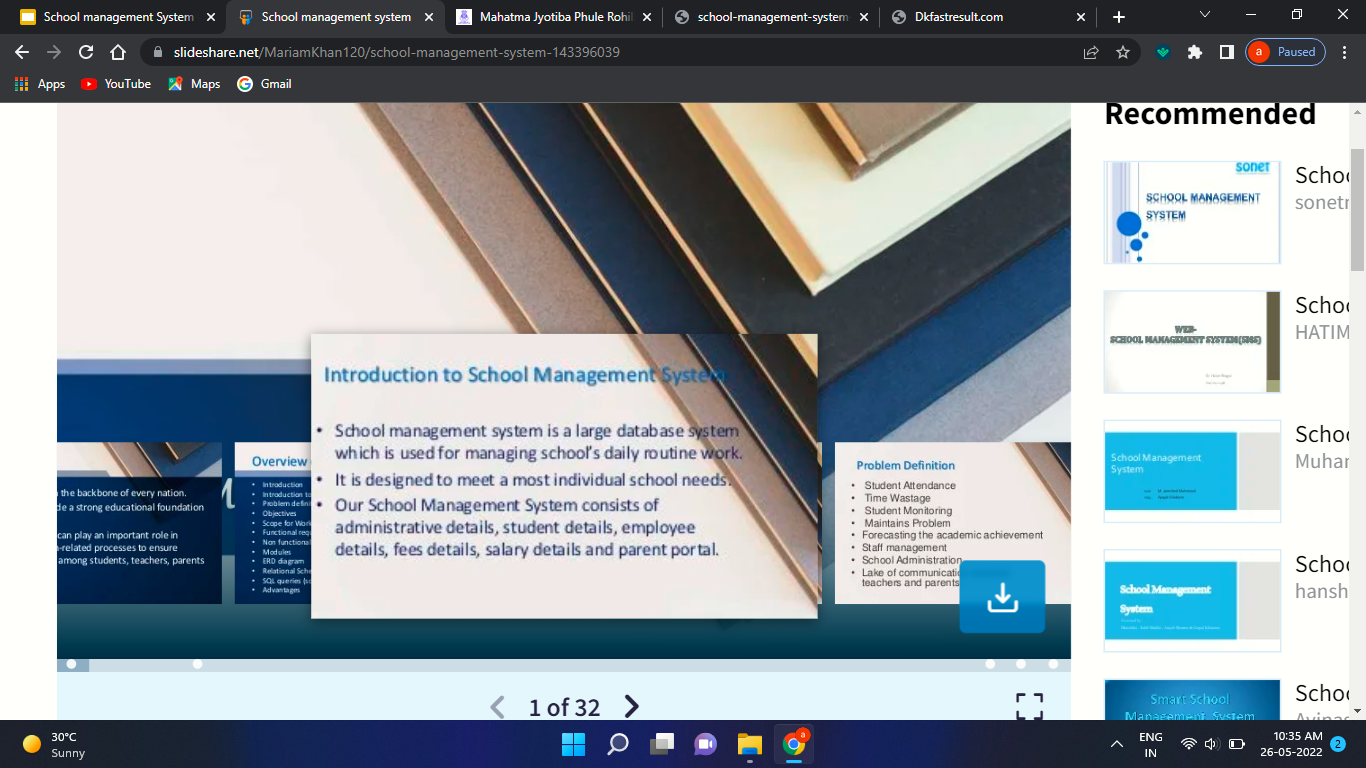 School management System
School management system
Mahatma Jyotiba Phule Rohil
school-management-system
Dkfastresult.com
slideshare.net/MariamKhan120/school-management-system-143396039
a
Paused
Apps
YouTube
Maps
Gmail
Introduction to School Management System
• School management system is a large database system
which is used for managing school's daily routine work.
• It is designed to meet a most individual school needs.
• Our School Management System consists of
administrative details, student details, employee
details, fees details, salary details and parent portal.
the backbone of every nation.
a strong educational foundation
can play an important role in
-related processes to ensure
among students, teachers, parents
Overview
• Introduction
• Introduction to
• Problem
• Objectives
• Scope for
• Functional
• Non functional
• Modules
• ERD diagram
• Relational
• SQL queries
• Advantages
Problem Definition
• Student Attendance
• Time Wastage
• Student Monitoring
• Maintains Problem
• Forecasting the academic achievement
• Staff management
• School Administration
• Lake of
teachers and parents
1 of 32
Recommended
sonet
SCHOOL MANAGEMENT
SYSTEM
Schoo
sonetr
WEB-
SCHOOL MANAGEMENT SYSTEM(SMS)
Schoo
HATIM
School Management
System
Schoo
Muhar
School Management
System
Schoo
hansh
Smart School
Management System
Schoo
30°C
Sunny
a
ENG
IN
10:35 AM
26-05-2022
2